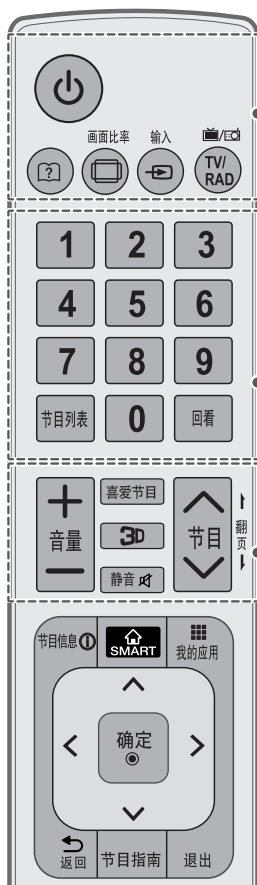 画面比率 输入
?
TV/
RAD
1 2 3
4 5 6
7 8 9
节目列表 0 回看
喜爱节目
音量 3D 节目 翻页
静音
节目信息 SMART 我的应用
确定
返回 节目指南 退出